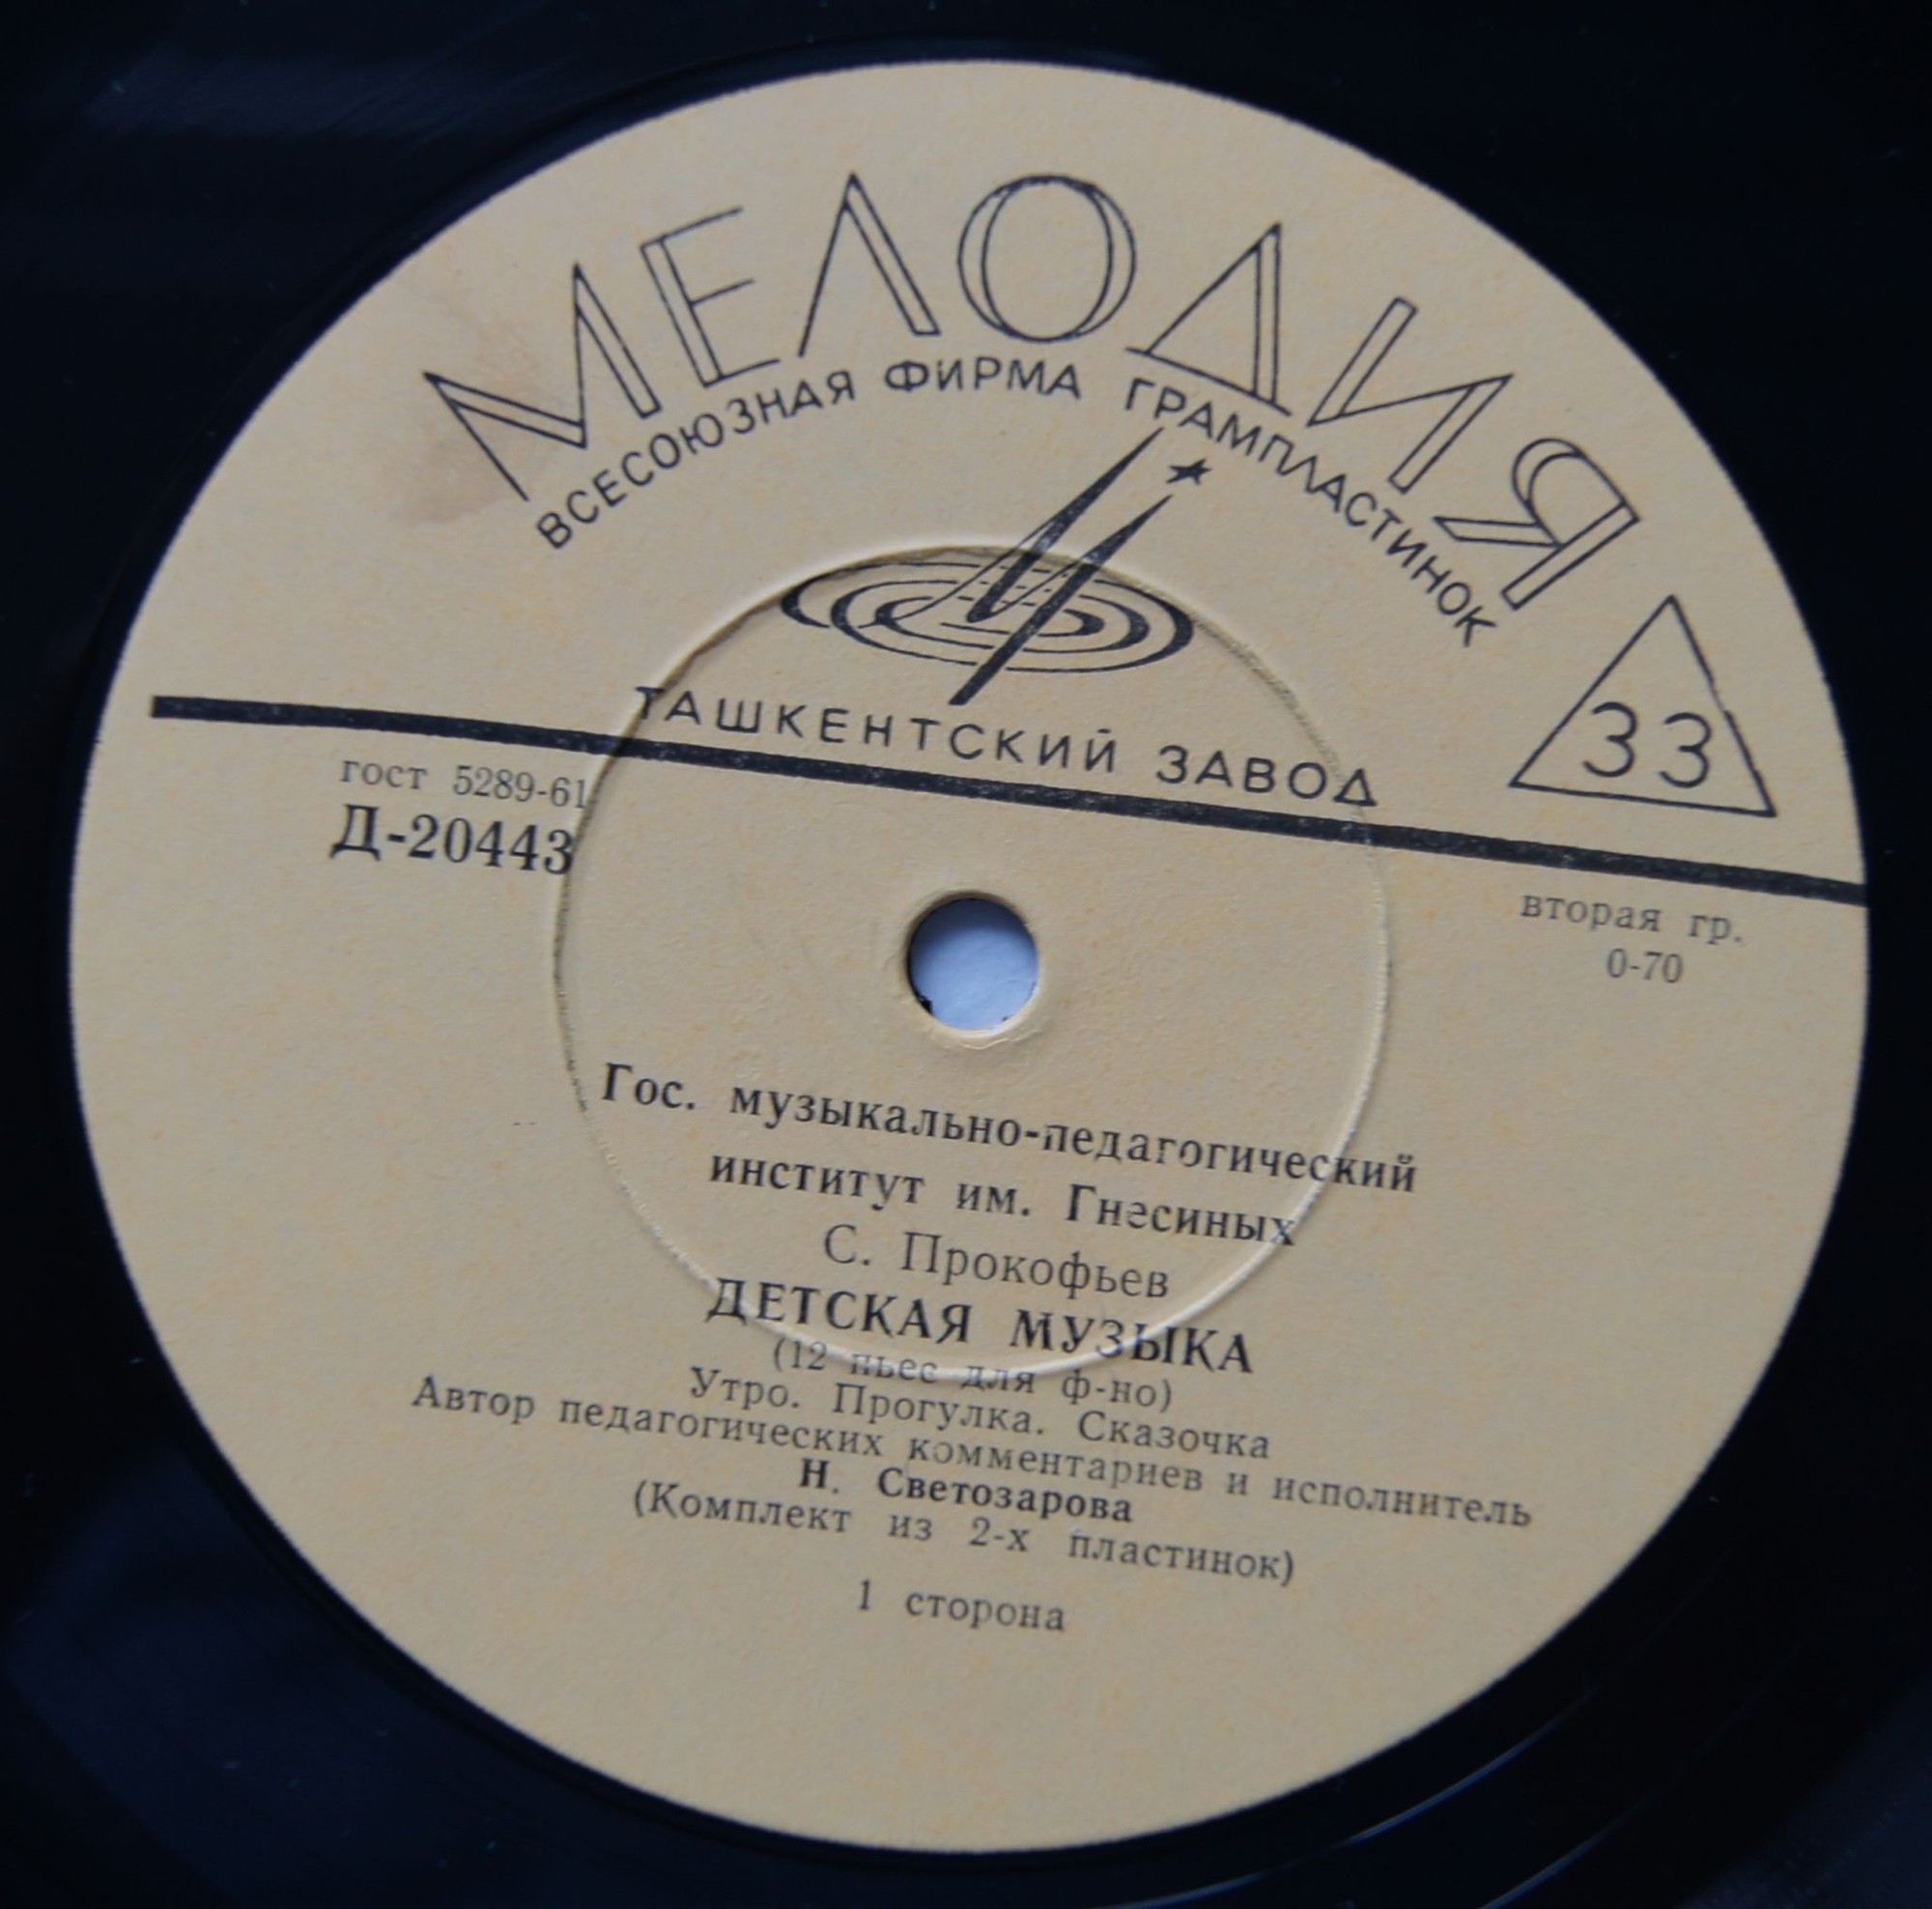 МЕЛОДИЯ
ВСЕСОЮЗНАЯ ФИРМА ГРАМПЛАСТИНОК
33
ТАШКЕНТСКИЙ ЗАВОД
гост 5289-61
Д-20443
вторая гр.
0-70
Гос. музыкально-педагогический
институт им. Гнесиных
С. Прокофьев
ДЕТСКАЯ МУЗЫКА
(12 пьес для ф-но)
Утро. Прогулка. Сказочка
Автор педагогических комментариев и исполнитель
Н. Светозарова
(Комплект из 2-х пластинок)
1 сторона